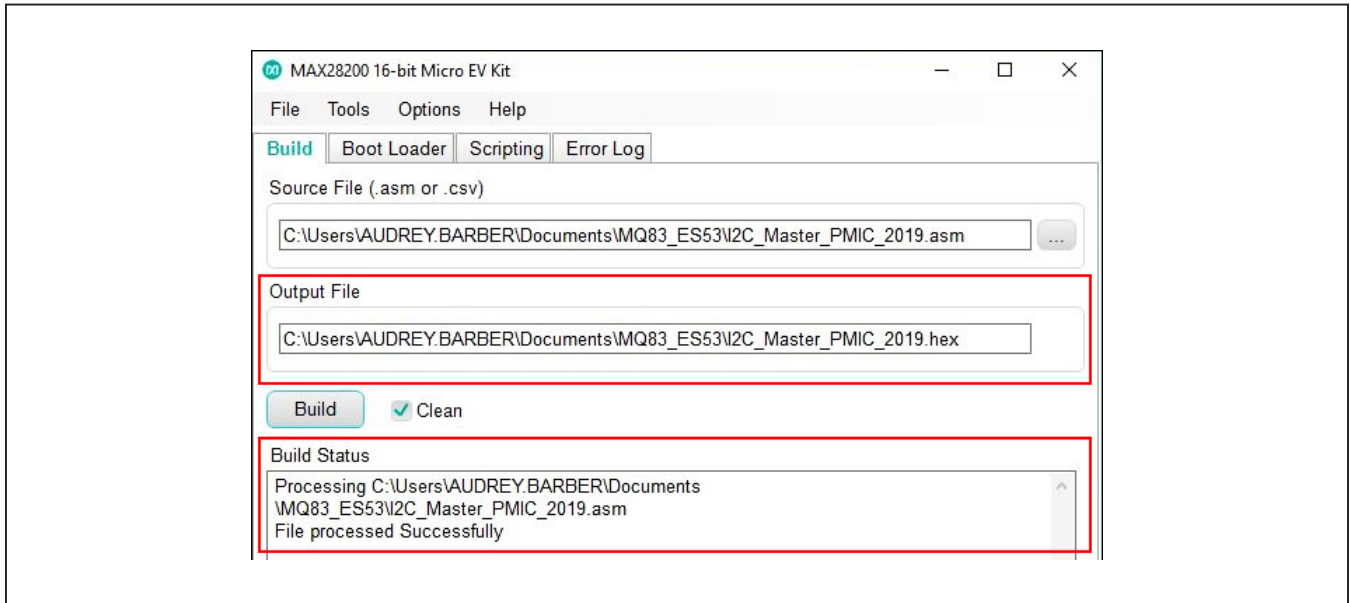 MAX28200 16-bit Micro EV Kit
File Tools Options Help
Build Boot Loader Scripting Error Log
Source File (.asm or .csv)
C:\Users\AUDREY.BARBER\Documents\MQ83_ES53\I2C_Master_PMIC_2019.asm ...
Output File
C:\Users\AUDREY.BARBER\Documents\MQ83_ES53\I2C_Master_PMIC_2019.hex
Build Clean
Build Status
Processing C:\Users\AUDREY.BARBER\Documents
\MQ83_ES53\I2C_Master_PMIC_2019.asm
File processed Successfully